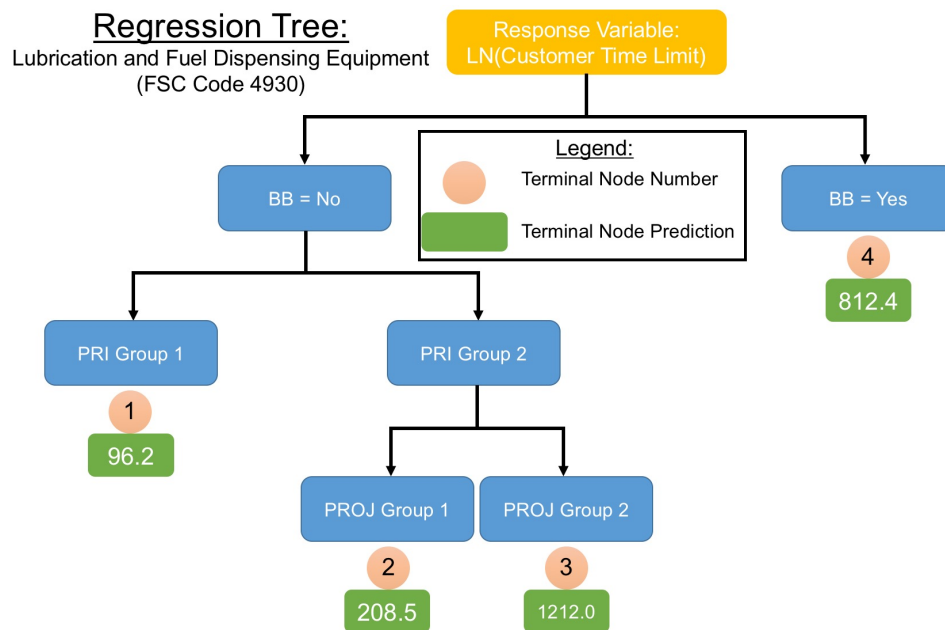 Regression Tree:
Lubrication and Fuel Dispensing Equipment
(FSC Code 4930)
Response Variable:
LN(Customer Time Limit)
Legend:
Terminal Node Number
Terminal Node Prediction
BB = No
BB = Yes
4
812.4
PRI Group 1
PRI Group 2
1
96.2
PROJ Group 1
PROJ Group 2
2
3
208.5
1212.0